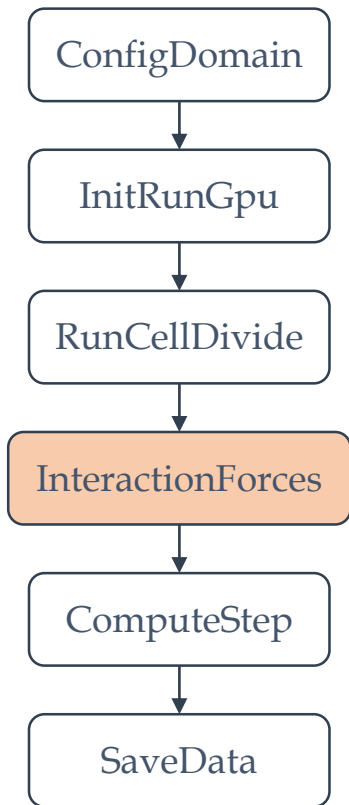 ConfigDomain
InitRunGpu
RunCellDivide
InteractionForces
ComputeStep
SaveData